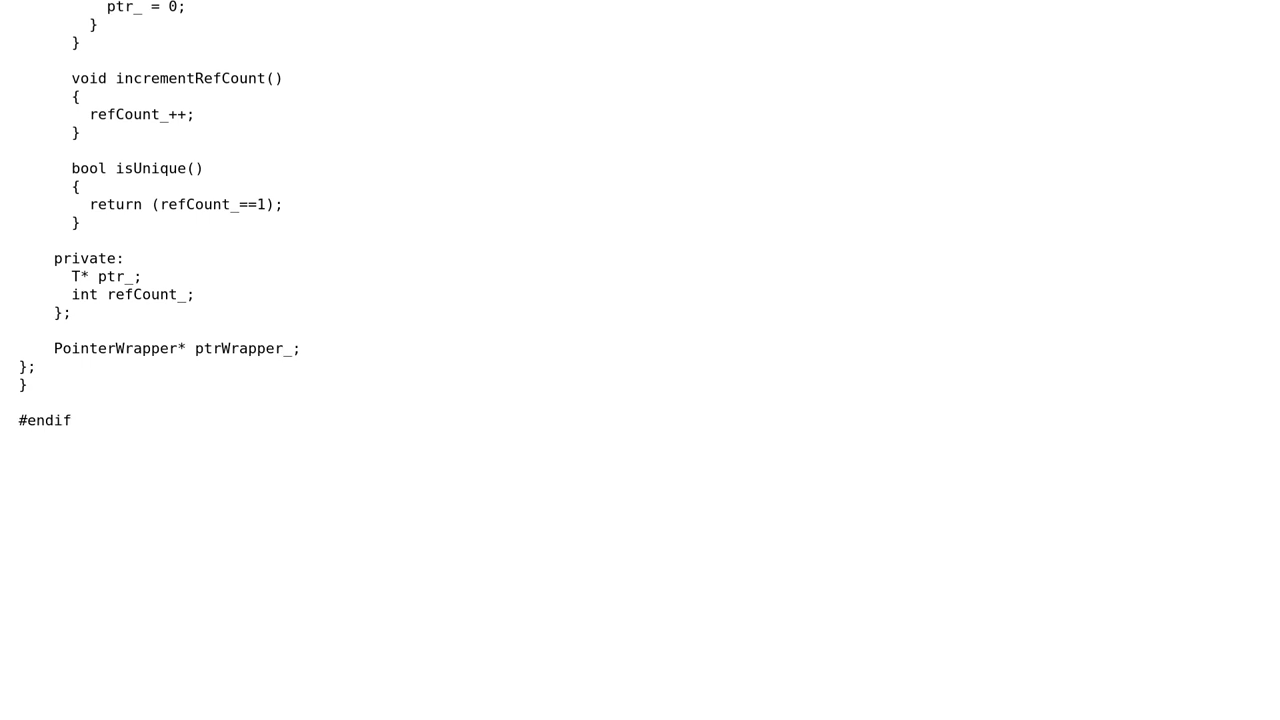 ptr_ = 0;
}
}
void incrementRefCount()
{
refCount_++;
}
bool isUnique()
{
return (refCount_==1);
}
private:
T* ptr_;
int refCount_;
};
PointerWrapper* ptrWrapper_;
};
}
#endif